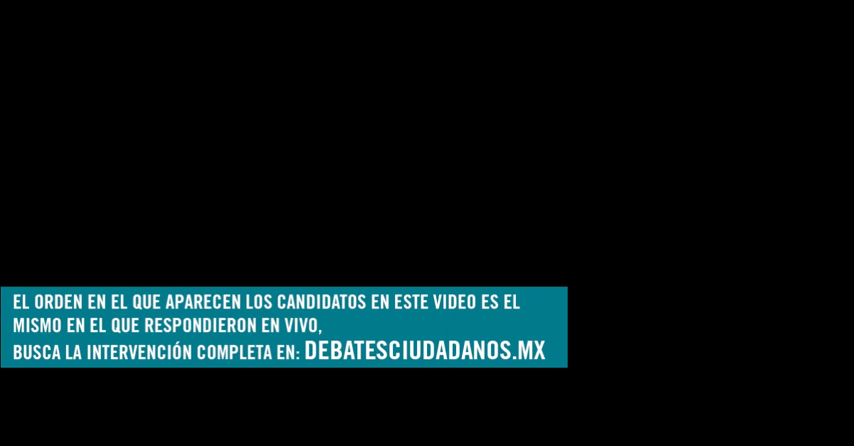 EL ORDEN EN EL QUE APARECEN LOS CANDIDATOS EN ESTE VIDEO ES EL
MISMO EN EL QUE RESPONDIERON EN VIVO,
BUSCA LA INTERVENCIÓN COMPLETA EN: DEBATESCIUDADANOS.MX